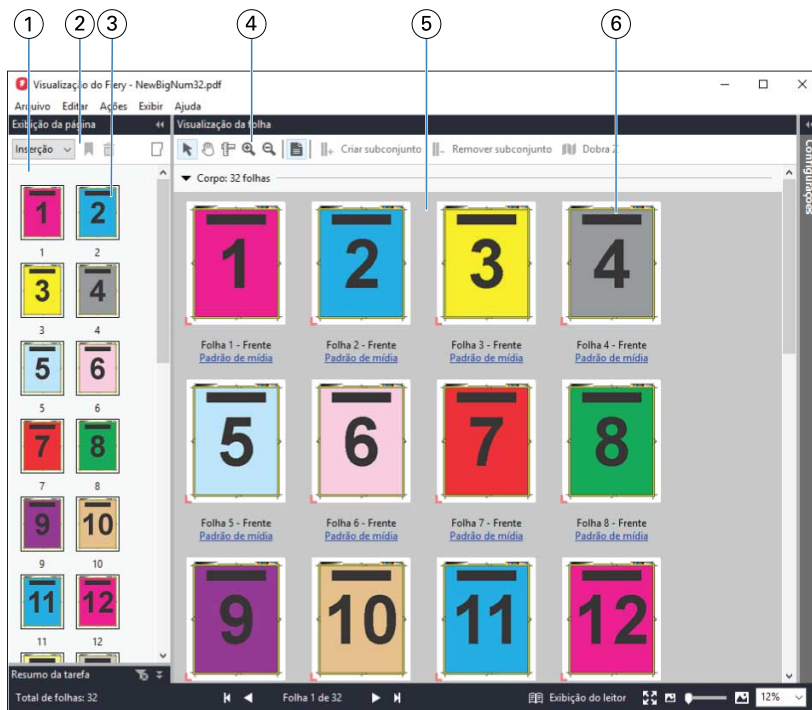 1 2 3 4 5 6
Visualização do Fiery - NewBigNum32.pdf
Arquivo Editar Ações Exibir Ajuda
Exibição da página Visualização da folha
Inserção Criar subconjunto Remover subconjunto Dobra Z
Configurações
Corpo: 32 folhas
1 2
1 2
3 4
3 4
5 6
5 6
7 8
7 8
9 10
9 10
11 12
11 12
1 2 3 4
Folha 1 - Frente Folha 2 - Frente Folha 3 - Frente Folha 4 - Frente
Padrão de mídia Padrão de mídia Padrão de mídia Padrão de mídia
5 6 7 8
Folha 5 - Frente Folha 6 - Frente Folha 7 - Frente Folha 8 - Frente
Padrão de mídia Padrão de mídia Padrão de mídia Padrão de mídia
9 10 11 12
Resumo da tarefa
Total de folhas: 32 Folha 1 de 32 Exibição do leitor 12%